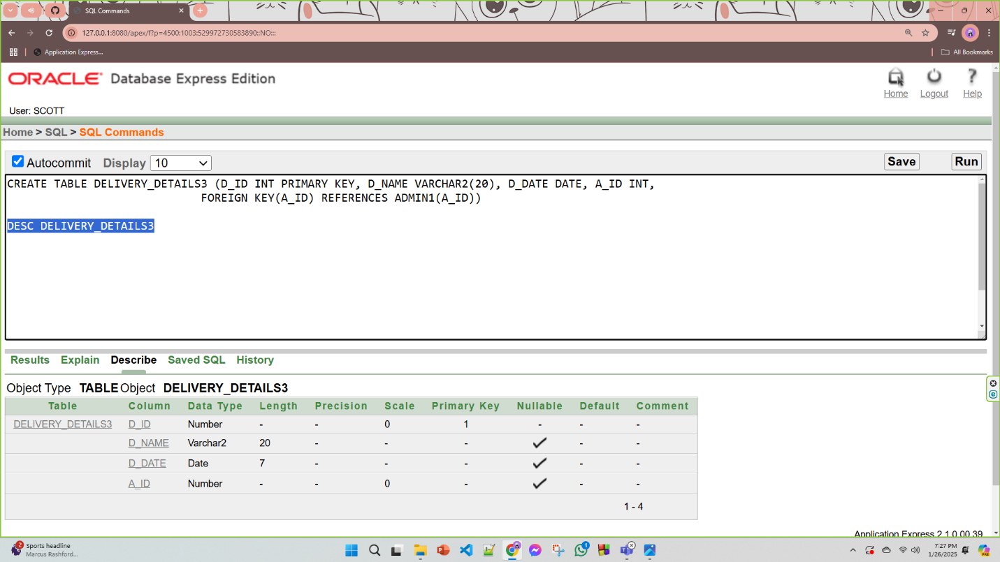 SQL Commands
127.0.0.1:8080/apex/f?p=4500:1003:529972730583890::NO:::
Application Express...
All Bookmarks
ORACLE Database Express Edition
Home Logout Help
User: SCOTT
Home > SQL > SQL Commands
Autocommit Display 10 Save Run
CREATE TABLE DELIVERY_DETAILS3 (D_ID INT PRIMARY KEY, D_NAME VARCHAR2(20), D_DATE DATE, A_ID INT,
FOREIGN KEY(A_ID) REFERENCES ADMIN1(A_ID))
DESC DELIVERY_DETAILS3
Results Explain Describe Saved SQL History
Object Type TABLE Object DELIVERY_DETAILS3
Table Column Data Type Length Precision Scale Primary Key Nullable Default Comment
DELIVERY_DETAILS3 D_ID Number - - 0 1 - - -
D_NAME Varchar2 20 - - - ✓ - -
D_DATE Date 7 - - - ✓ - -
A_ID Number - - 0 - ✓ - -
1 - 4
Application Express 2.1.0.00.39
2 Sports headline
Marcus Rashford...
1
7:27 PM
1/26/2025
PRE